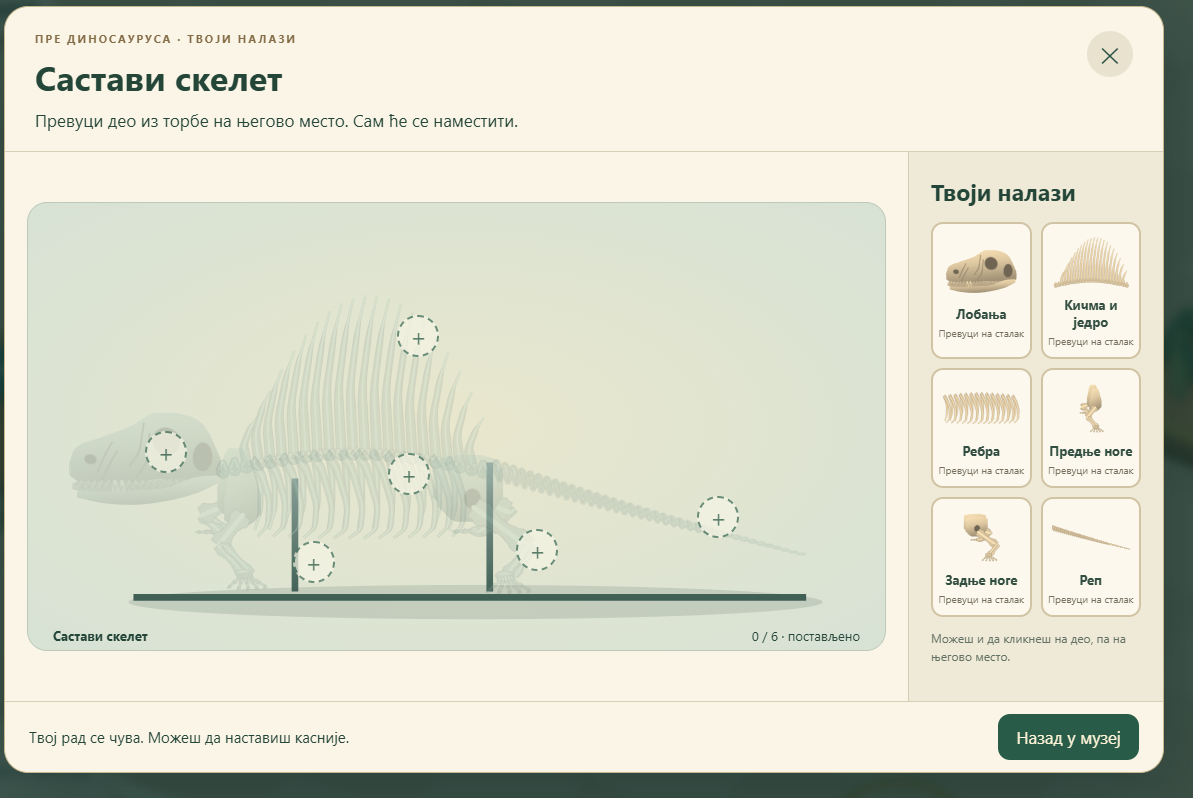 ПРЕ ДИНОСАУРУСА · ТВОЈИ НАЛАЗИ
Састави скелет
Превуци део из торбе на његово место. Сам ће се наместити.
Састави скелет
0 / 6 · постављено
Твоји налази
Лобања
Превуци на сталак
Кичма и
једро
Превуци на сталак
Ребра
Превуци на сталак
Предње ноге
Превуци на сталак
Задње ноге
Превуци на сталак
Реп
Превуци на сталак
Можеш и да кликнеш на део, па на
његово место.
Твој рад се чува. Можеш да наставиш касније.
Назад у музеј